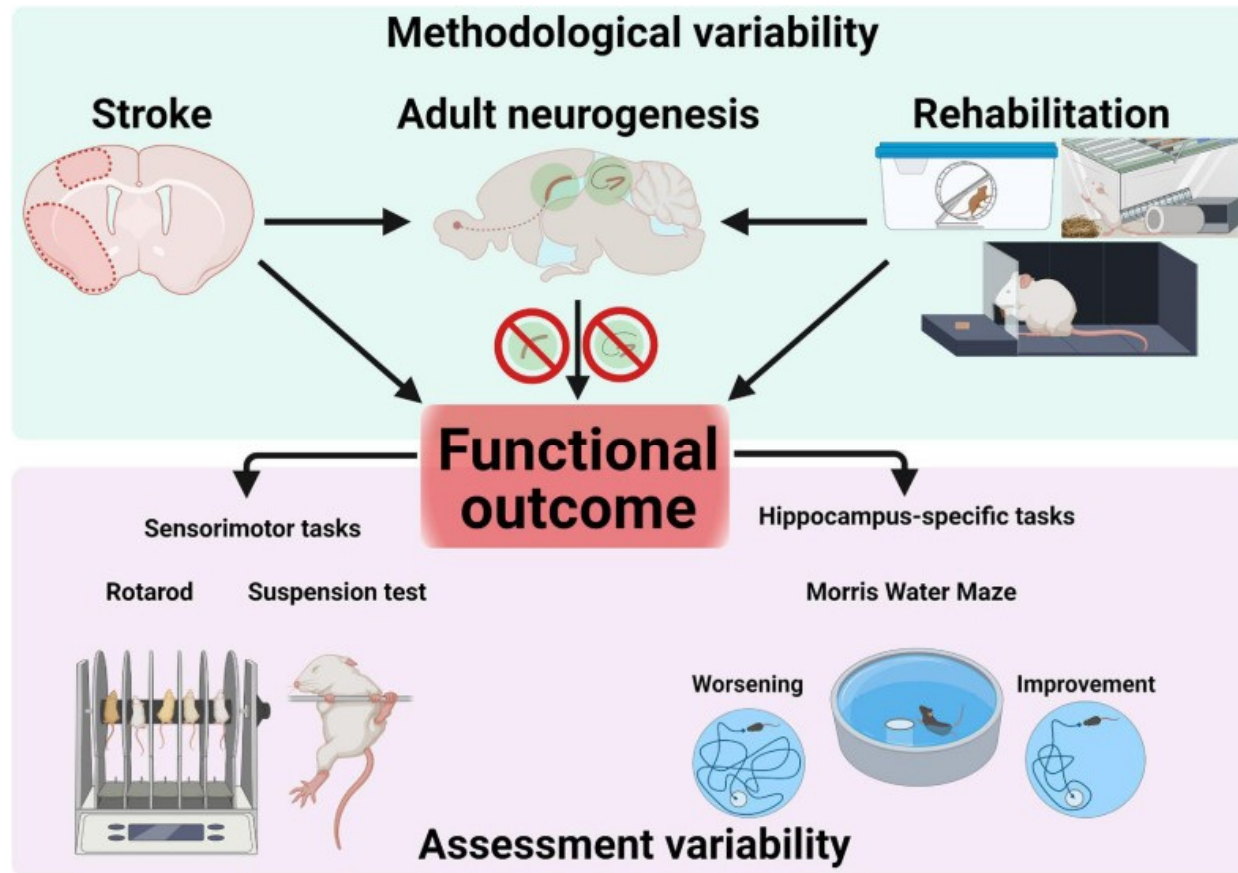 Methodological variability
Stroke
Adult neurogenesis
Rehabilitation
Functional
outcome
Sensorimotor tasks
Hippocampus-specific tasks
Rotarod
Suspension test
Morris Water Maze
Worsening
Improvement
Assessment variability